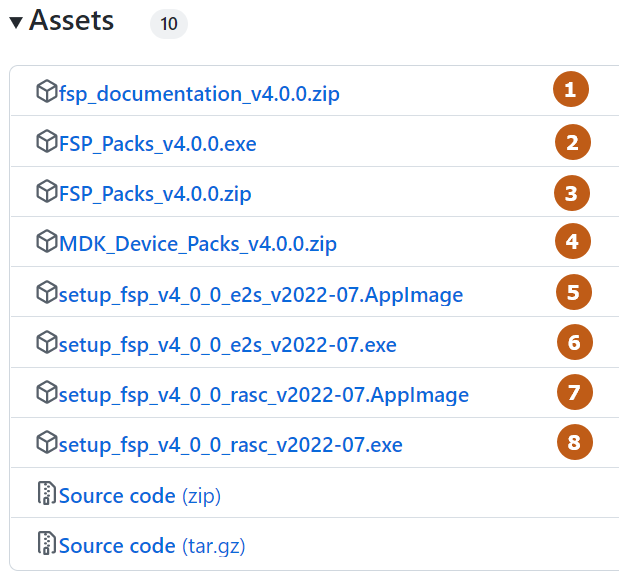 Assets 10
fsp_documentation_v4.0.0.zip 1
FSP_Packs_v4.0.0.exe 2
FSP_Packs_v4.0.0.zip 3
MDK_Device_Packs_v4.0.0.zip 4
setup_fsp_v4_0_0_e2s_v2022-07.AppImage 5
setup_fsp_v4_0_0_e2s_v2022-07.exe 6
setup_fsp_v4_0_0_rasc_v2022-07.AppImage 7
setup_fsp_v4_0_0_rasc_v2022-07.exe 8
Source code (zip)
Source code (tar.gz)